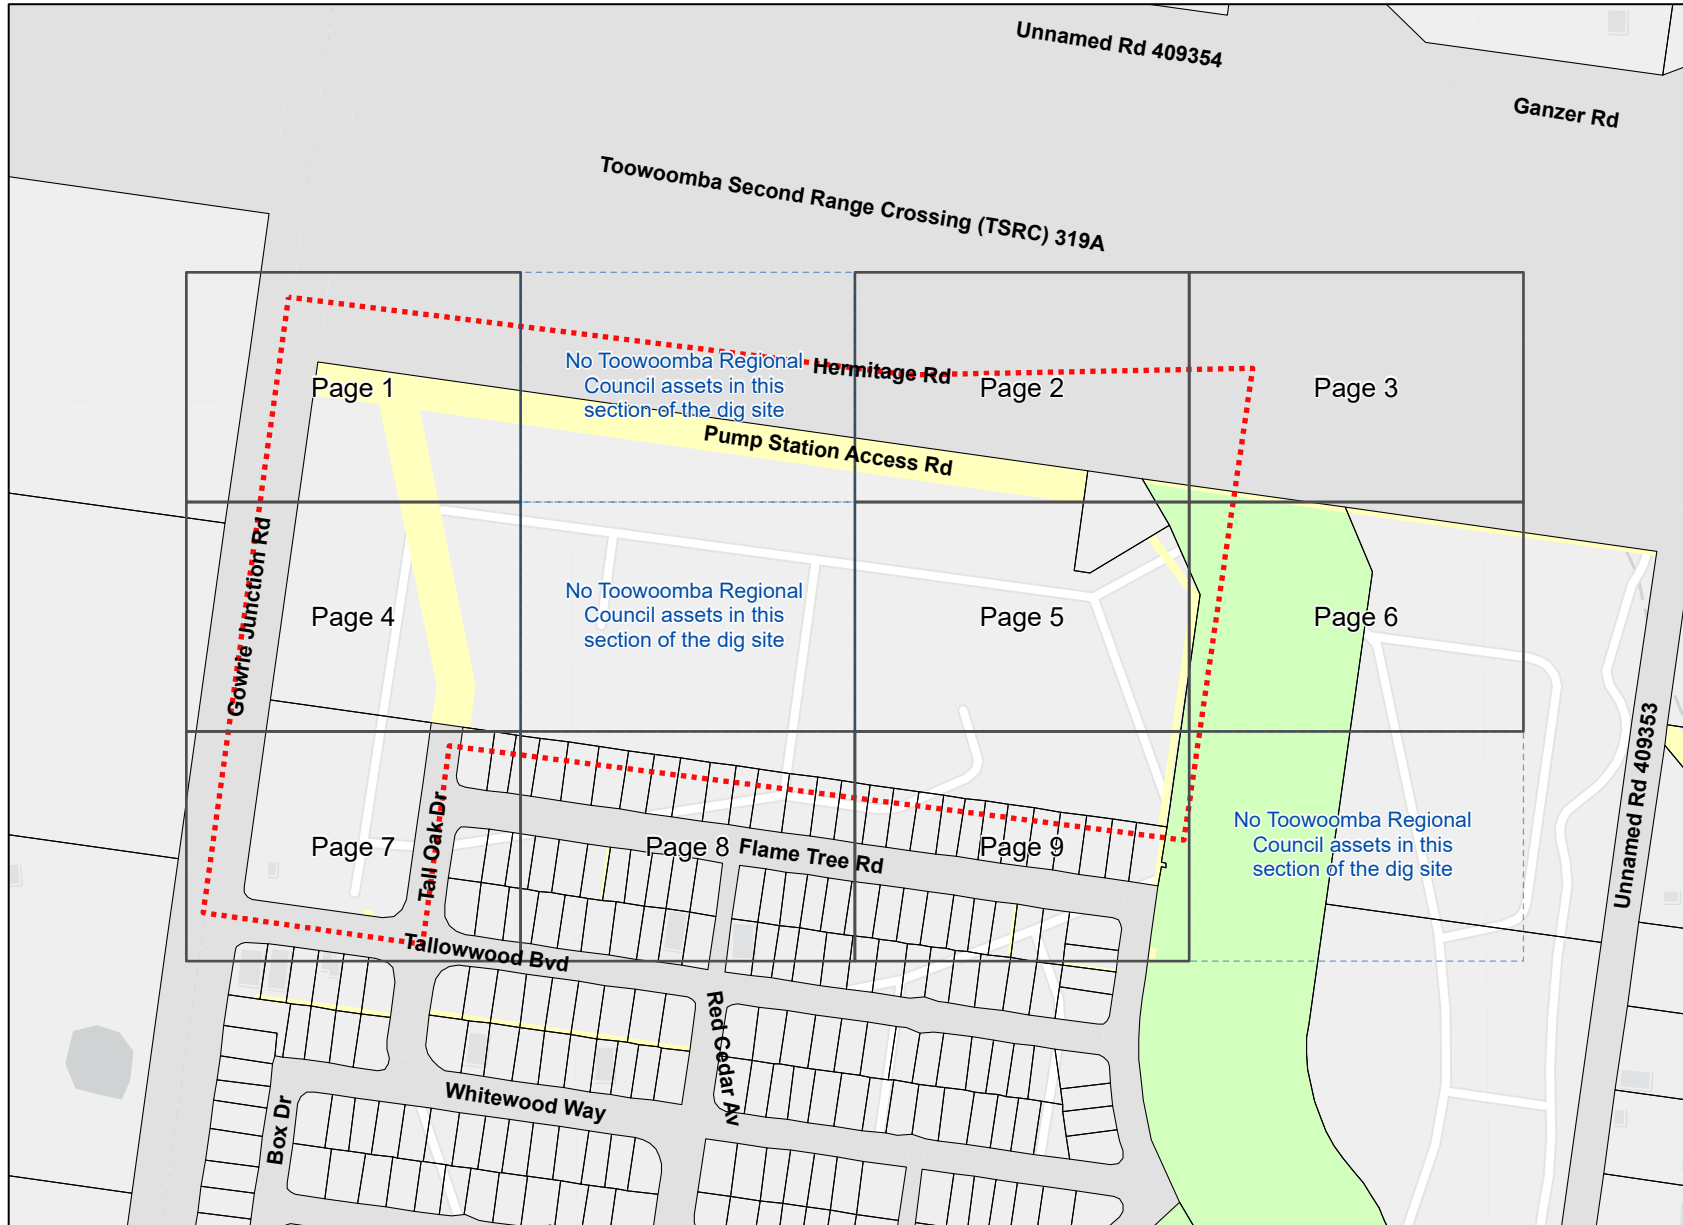 Unnamed Rd 409354
Ganzer Rd
Toowoomba Second Range Crossing (TSRC) 319A
No Toowoomba Regional
Council assets in this
section of the dig site
Hermitage Rd
Page 1
Page 2
Page 3
Pump Station Access Rd
Gowrie Junction Rd
Page 4
No Toowoomba Regional
Council assets in this
section of the dig site
Page 5
Page 6
Unnamed Rd 409353
Page 7
Tall Oak Dr
Page 8
Flame Tree Rd
Page 9
No Toowoomba Regional
Council assets in this
section of the dig site
Tallowwood Bvd
Red Cedar Av
Whitewood Way
Box Dr